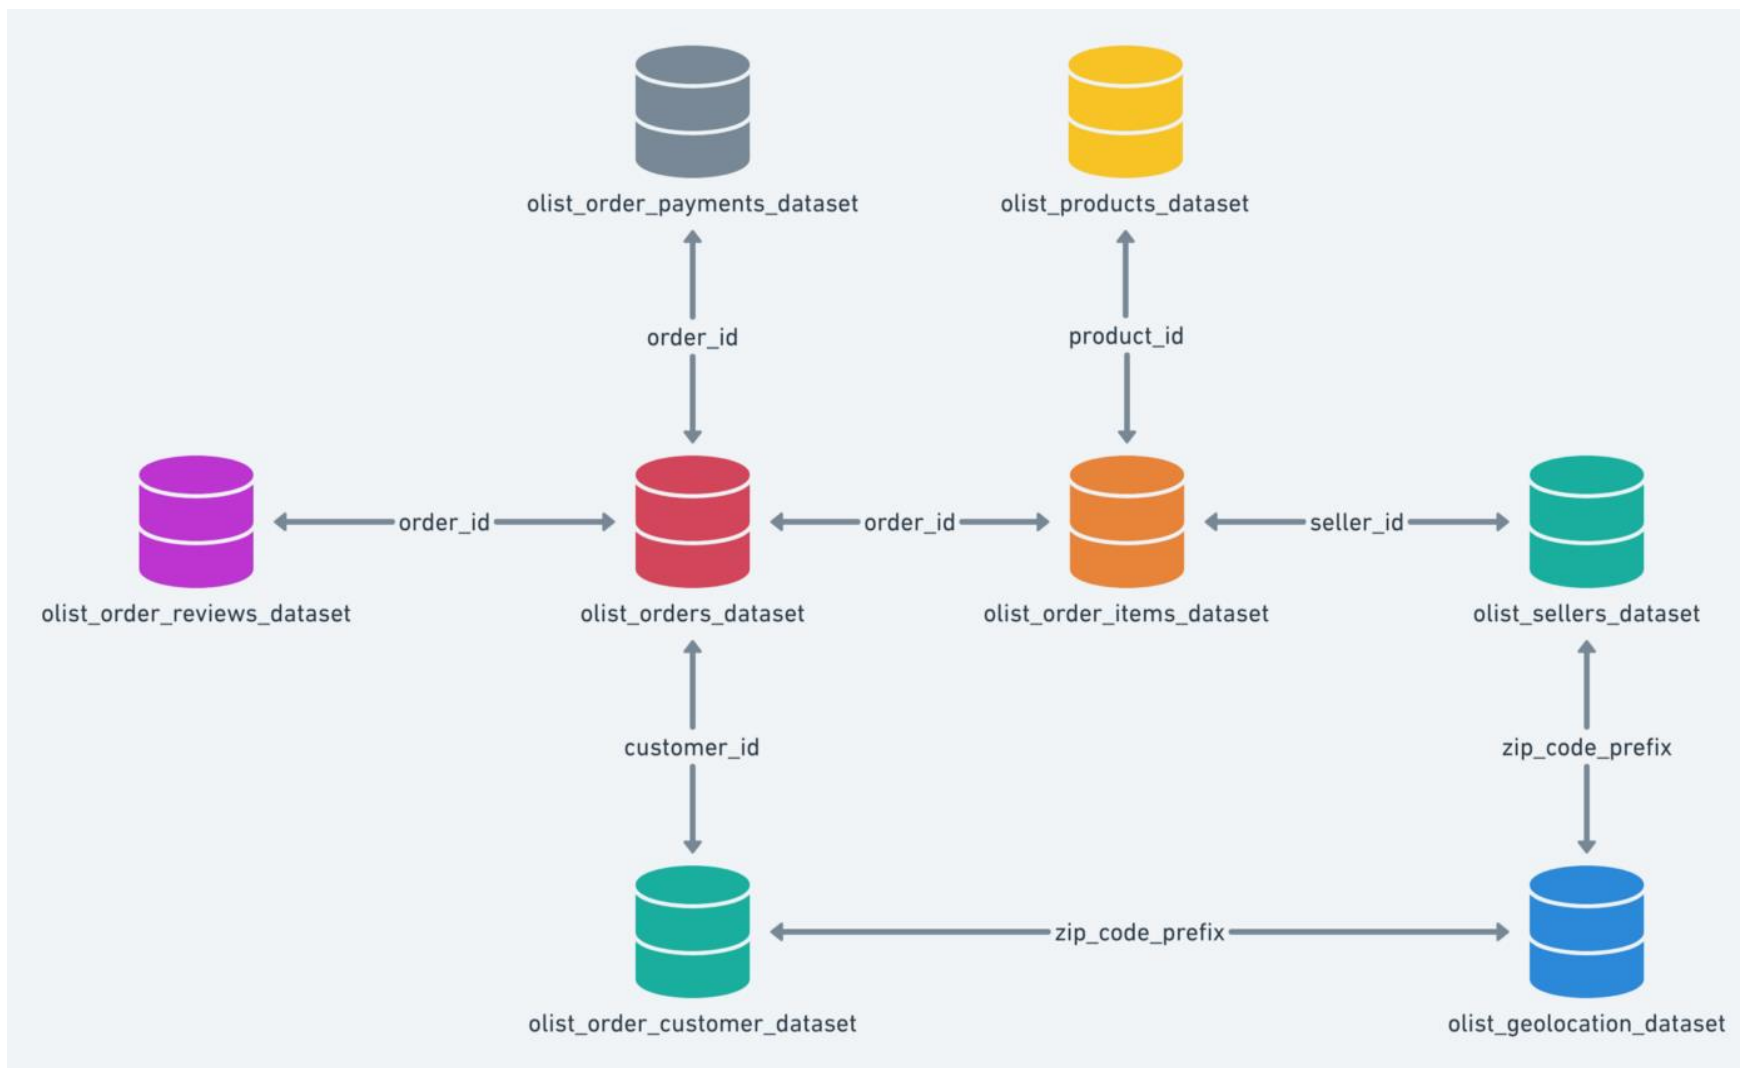 olist_order_payments_dataset
olist_products_dataset
order_id
product_id
order_id
order_id
seller_id
olist_order_reviews_dataset
olist_orders_dataset
olist_order_items_dataset
olist_sellers_dataset
customer_id
zip_code_prefix
zip_code_prefix
olist_order_customer_dataset
olist_geolocation_dataset